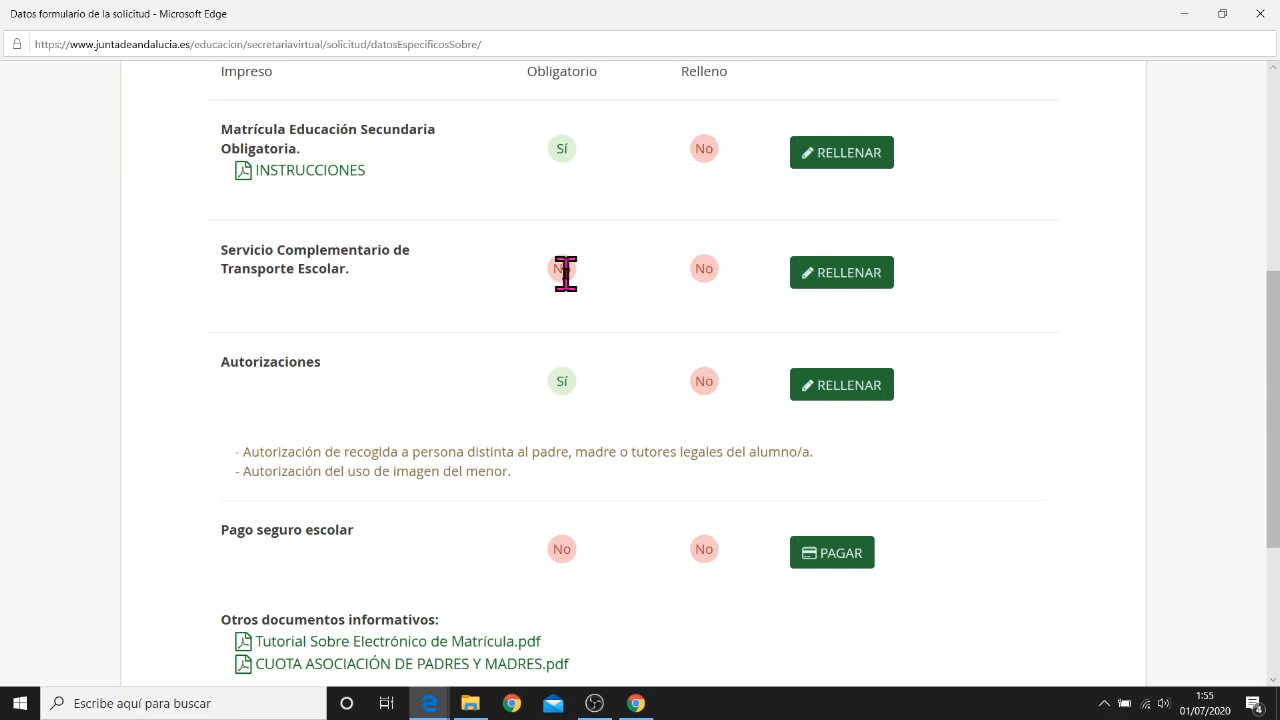 Datos formulario de la solicitud - Microsoft Edge
https://www.juntadeandalucia.es/educacion/secretariavirtual/solicitud/datosEspecificosSobre/
Impreso Obligatorio Relleno
Matrícula Educación Secundaria
Obligatoria.
Sí No RELLENAR
INSTRUCCIONES
Servicio Complementario de
Transporte Escolar.
No RELLENAR
Autorizaciones
Sí No RELLENAR
- Autorización de recogida a persona distinta al padre, madre o tutores legales del alumno/a.
- Autorización del uso de imagen del menor.
Pago seguro escolar
No No PAGAR
Otros documentos informativos:
Tutorial Sobre Electrónico de Matrícula.pdf
CUOTA ASOCIACIÓN DE PADRES Y MADRES.pdf
Escribe aquí para buscar
1:55
01/07/2020
4